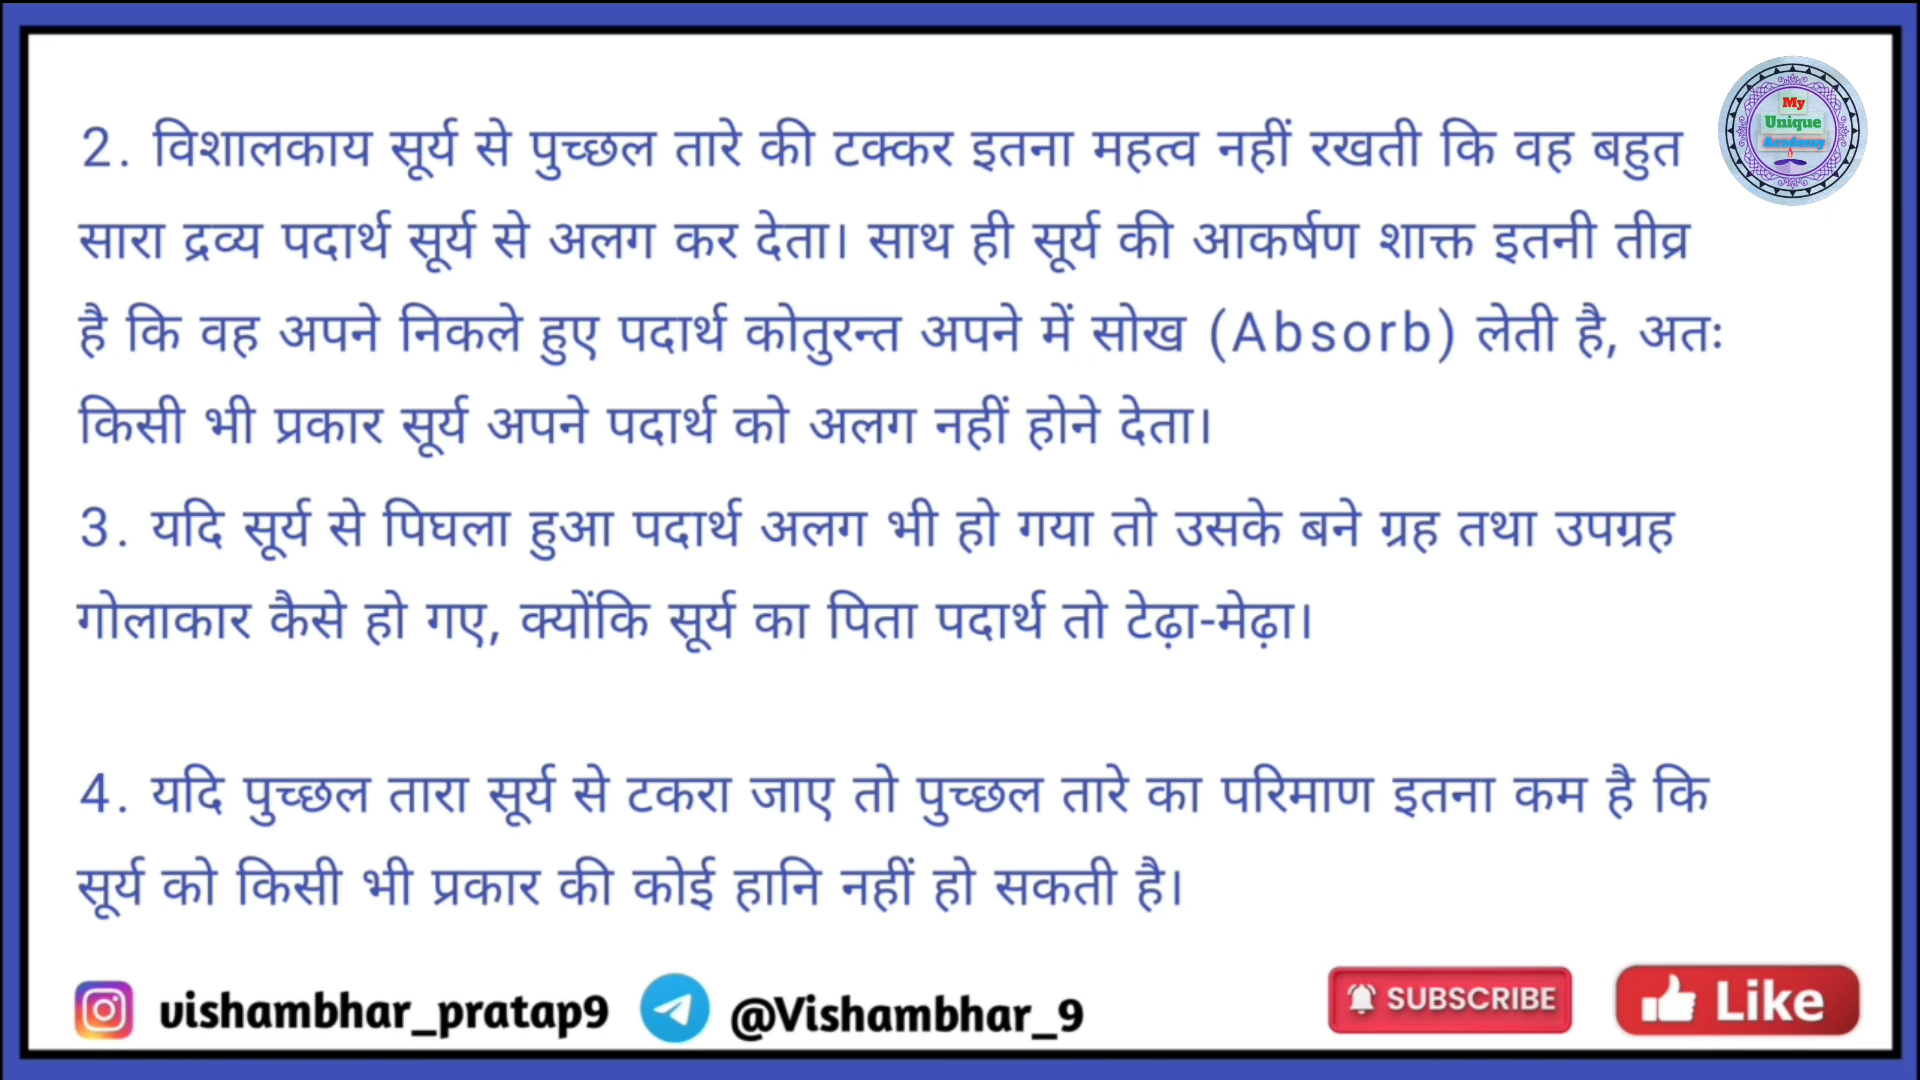 2. विशालकाय सूर्य से पुच्छल तारे की टक्कर इतना महत्व नहीं रखती कि वह बहुत
सारा द्रव्य पदार्थ सूर्य से अलग कर देता। साथ ही सूर्य की आकर्षण शाक्त इतनी तीव्र
है कि वह अपने निकले हुए पदार्थ कोतुरन्त अपने में सोख (Absorb) लेती है, अतः
किसी भी प्रकार सूर्य अपने पदार्थ को अलग नहीं होने देता।
3. यदि सूर्य से पिघला हुआ पदार्थ अलग भी हो गया तो उसके बने ग्रह तथा उपग्रह
गोलाकार कैसे हो गए, क्योंकि सूर्य का पिता पदार्थ तो टेढ़ा-मेढ़ा।
4. यदि पुच्छल तारा सूर्य से टकरा जाए तो पुच्छल तारे का परिमाण इतना कम है कि
सूर्य को किसी भी प्रकार की कोई हानि नहीं हो सकती है।
My
Unique
Academy
vishambhar_pratap9 @Vishambhar_9 SUBSCRIBE Like